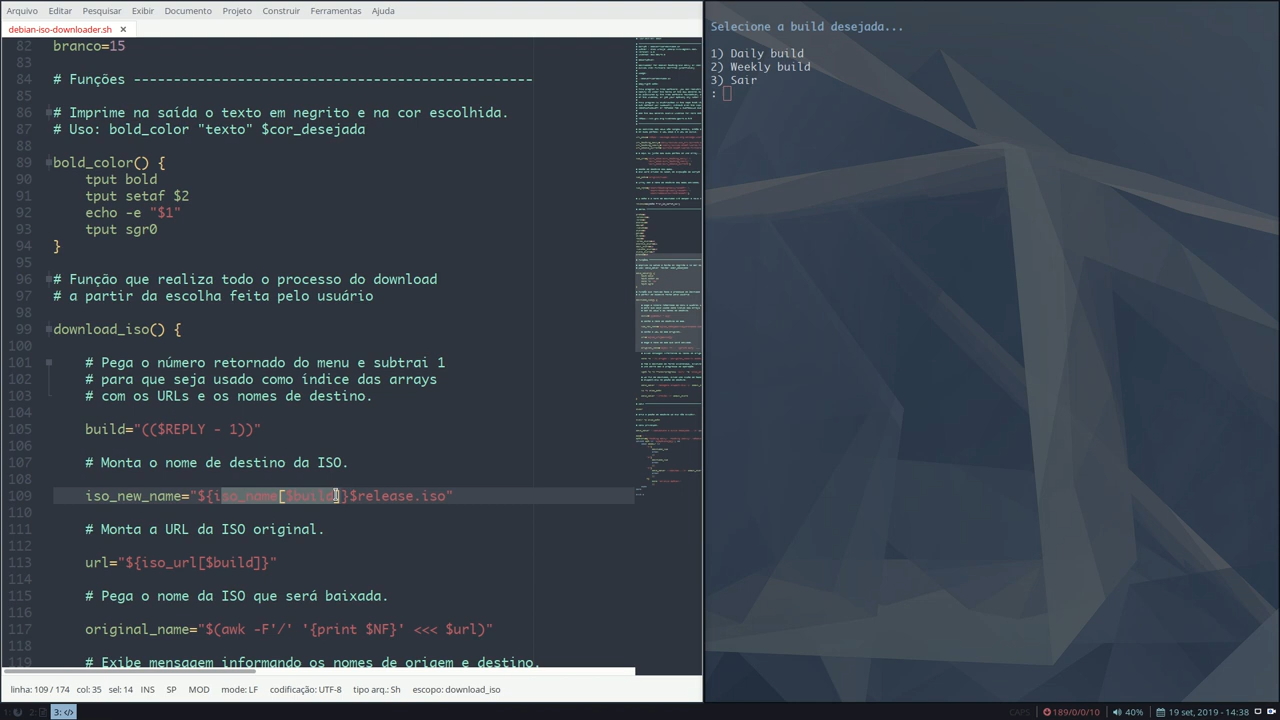 Arquivo Editar Pesquisar Exibir Documento Projeto Construir Ferramentas Ajuda
debian-iso-downloader.sh ×
82 branco=15
83
84 # Funções --------------------------------------------------
85
86 # Imprime na saída o texto em negrito e na cor escolhida.
87 # Uso: bold_color "texto" $cor_desejada
88
89 bold_color() {
90 tput bold
91 tput setaf $2
92 echo -e "$1"
93 tput sgr0
94 }
95
96 # Função que realiza todo o processo do download
97 # a partir da escolha feita pelo usuário.
98
99 download_iso() {
100
101 # Pega o número retornado do menu e subtrai 1
102 # para que seja usado como índice das arrays
103 # com os URLs e os nomes de destino.
104
105 build="(($REPLY - 1))"
106
107 # Monta o nome de destino da ISO.
108
109 iso_new_name="${iso_name[$build]}$release.iso"
110
111 # Monta a URL da ISO original.
112
113 url="${iso_url[$build]}"
114
115 # Pega o nome da ISO que será baixada.
116
117 original_name="$(awk -F'/' '{print $NF}' <<< $url)"
118
119 # Exibe mensagem informando os nomes de origem e destino.
linha: 109 / 174 col: 35 sel: 14 INS SP MOD mode: LF codificação: UTF-8 tipo arq.: Sh escopo: download_iso
Selecione a build desejada...
1) Daily build
2) Weekly build
3) Sair
:
1: 2: 3: </> CAPS 189/0/0/10 40% 19 set, 2019 - 14:38